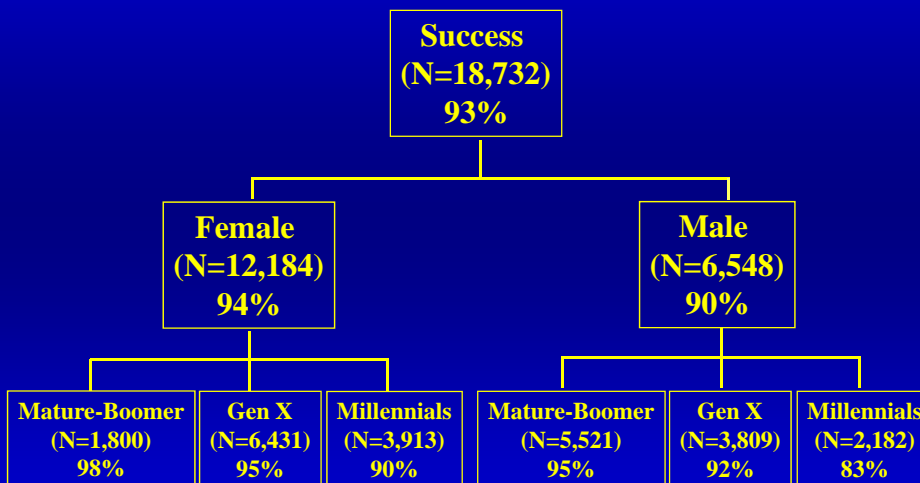 Success
(N=18,732)
93%
Female
(N=12,184)
94%
Male
(N=6,548)
90%
Mature-Boomer
(N=1,800)
98%
Gen X
(N=6,431)
95%
Millennials
(N=3,913)
90%
Mature-Boomer
(N=5,521)
95%
Gen X
(N=3,809)
92%
Millennials
(N=2,182)
83%